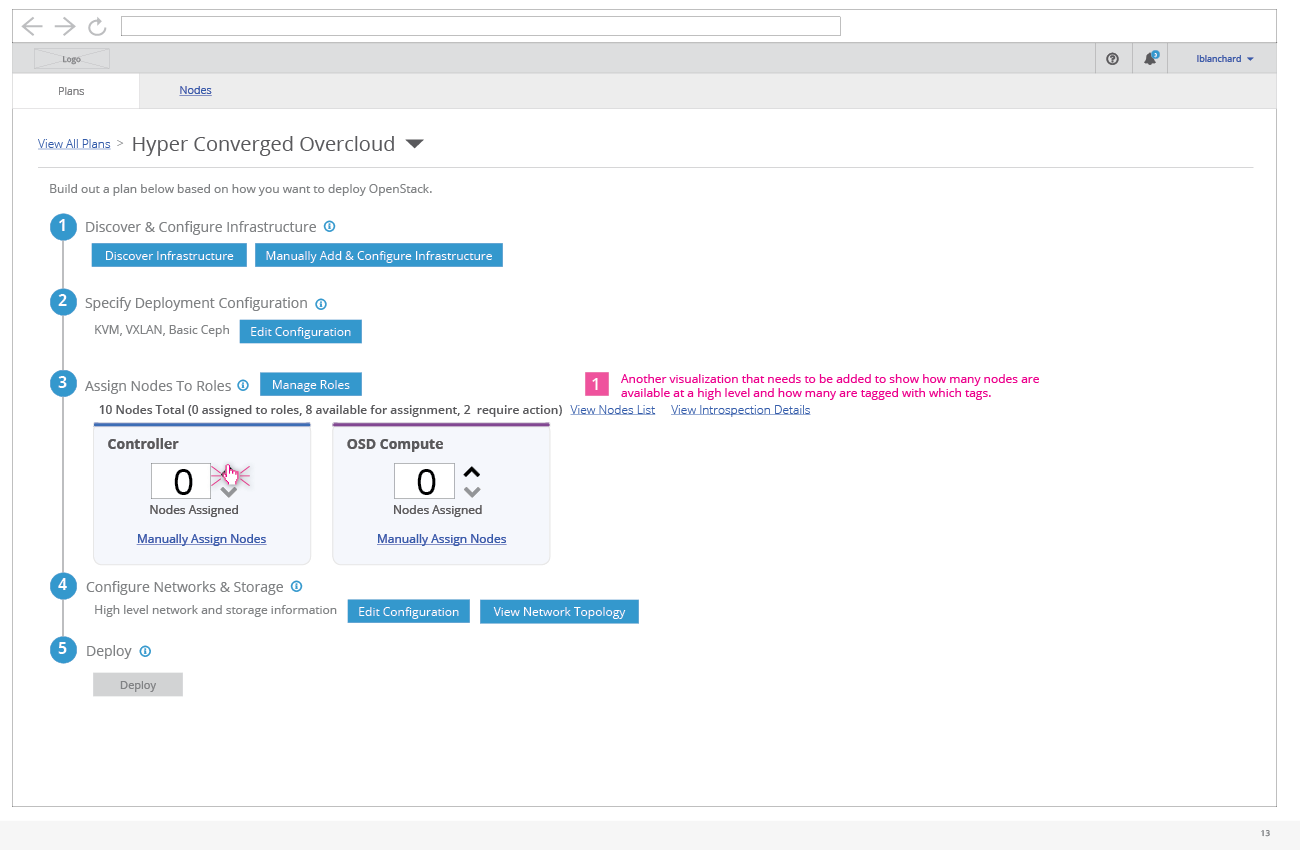 Logo
3
lblanchard
Plans
Nodes
View All Plans > Hyper Converged Overcloud
Build out a plan below based on how you want to deploy OpenStack.
1 Discover & Configure Infrastructure
Discover Infrastructure Manually Add & Configure Infrastructure
2 Specify Deployment Configuration
KVM, VXLAN, Basic Ceph Edit Configuration
3 Assign Nodes To Roles Manage Roles
1 Another visualization that needs to be added to show how many nodes are
available at a high level and how many are tagged with which tags.
10 Nodes Total (0 assigned to roles, 8 available for assignment, 2 require action) View Nodes List View Introspection Details
Controller
0
Nodes Assigned
Manually Assign Nodes
OSD Compute
0
Nodes Assigned
Manually Assign Nodes
4 Configure Networks & Storage
High level network and storage information Edit Configuration View Network Topology
5 Deploy
Deploy
13